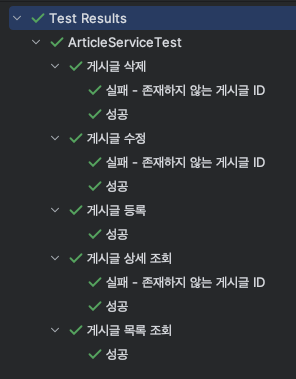 Test Results
ArticleServiceTest
게시글 삭제
실패 - 존재하지 않는 게시글 ID
성공
게시글 수정
실패 - 존재하지 않는 게시글 ID
성공
게시글 등록
성공
게시글 상세 조회
실패 - 존재하지 않는 게시글 ID
성공
게시글 목록 조회
성공